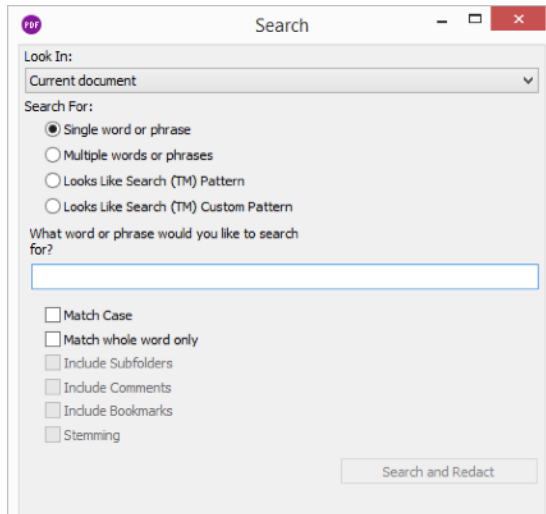 PDF
Search
Look In:
Current document
Search For:
Single word or phrase
Multiple words or phrases
Looks Like Search (TM) Pattern
Looks Like Search (TM) Custom Pattern
What word or phrase would you like to search
for?
Match Case
Match whole word only
Include Subfolders
Include Comments
Include Bookmarks
Stemming
Search and Redact